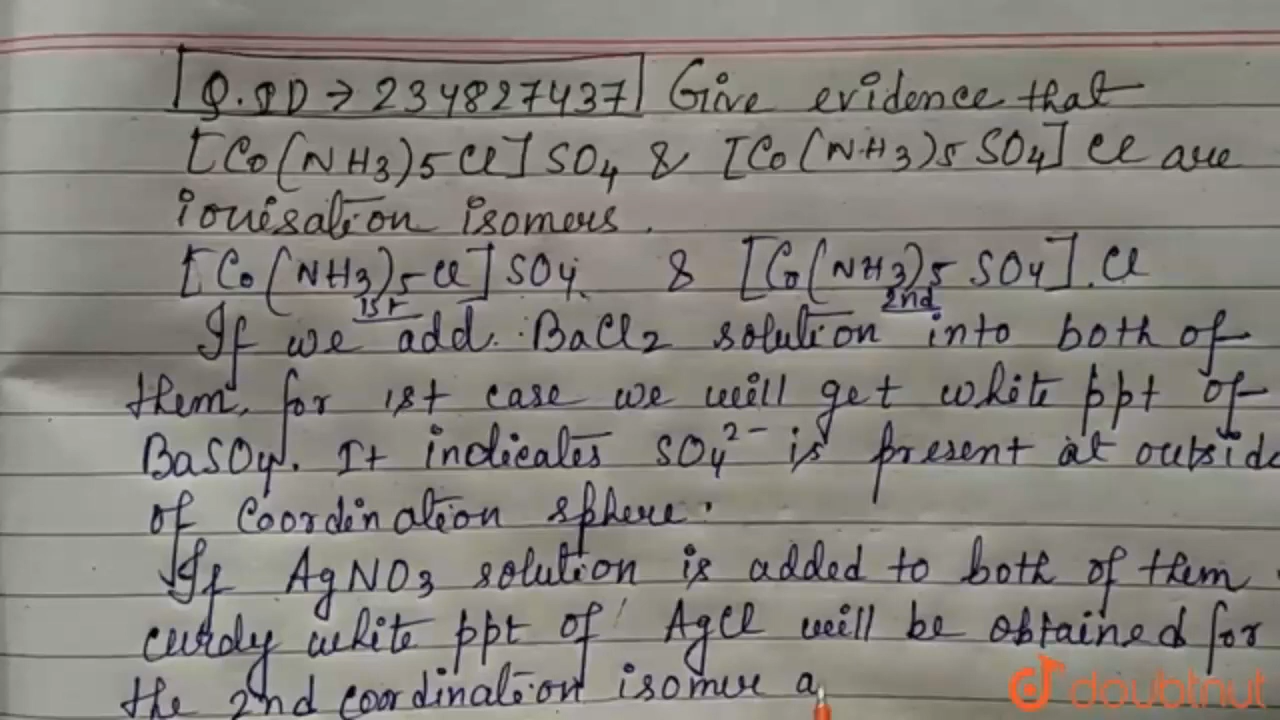 Q.ID → 234827437 Give evidence that
[Co(NH3)5Cl]SO4 & [Co(NH3)5SO4]Cl are
ionisation isomers.
[Co(NH3)5Cl]SO4. & [Co(NH3)5SO4].Cl
1st 2nd
If we add. BaCl2 solution into both of
them, for 1st case we will get white ppt of
BaSO4. It indicates SO4²⁻ is present at outside
of coordination sphere.
If AgNO3 solution is added to both of them.
curdy white ppt of AgCl will be obtained for
the 2nd coordination isomer a
doubtnut